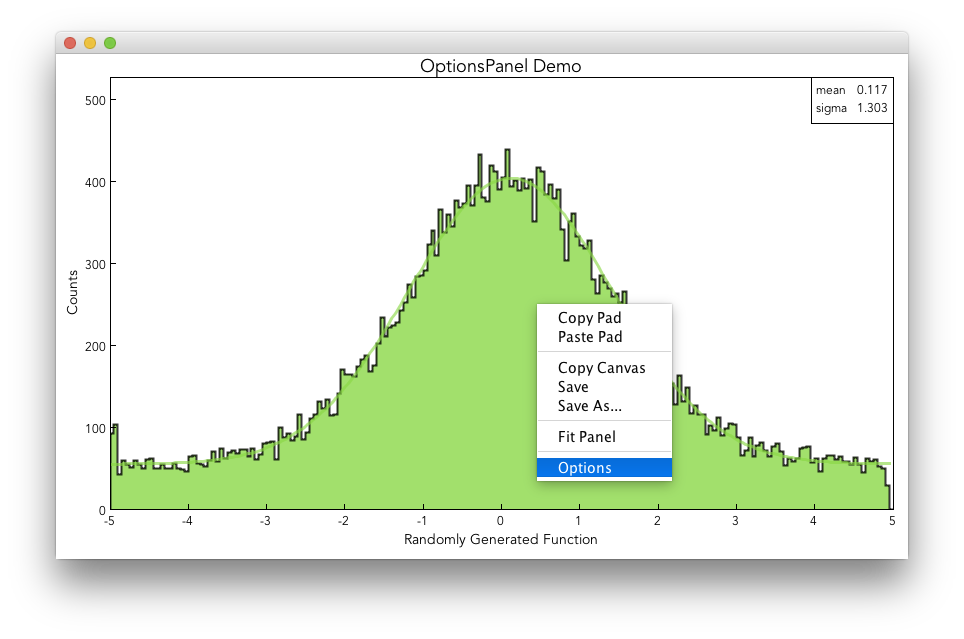 OptionsPanel Demo
mean 0.117
sigma 1.303
500
400
300
200
100
0
Counts
Copy Pad
Paste Pad
Copy Canvas
Save
Save As...
Fit Panel
Options
-5 -4 -3 -2 -1 0 1 2 3 4 5
Randomly Generated Function